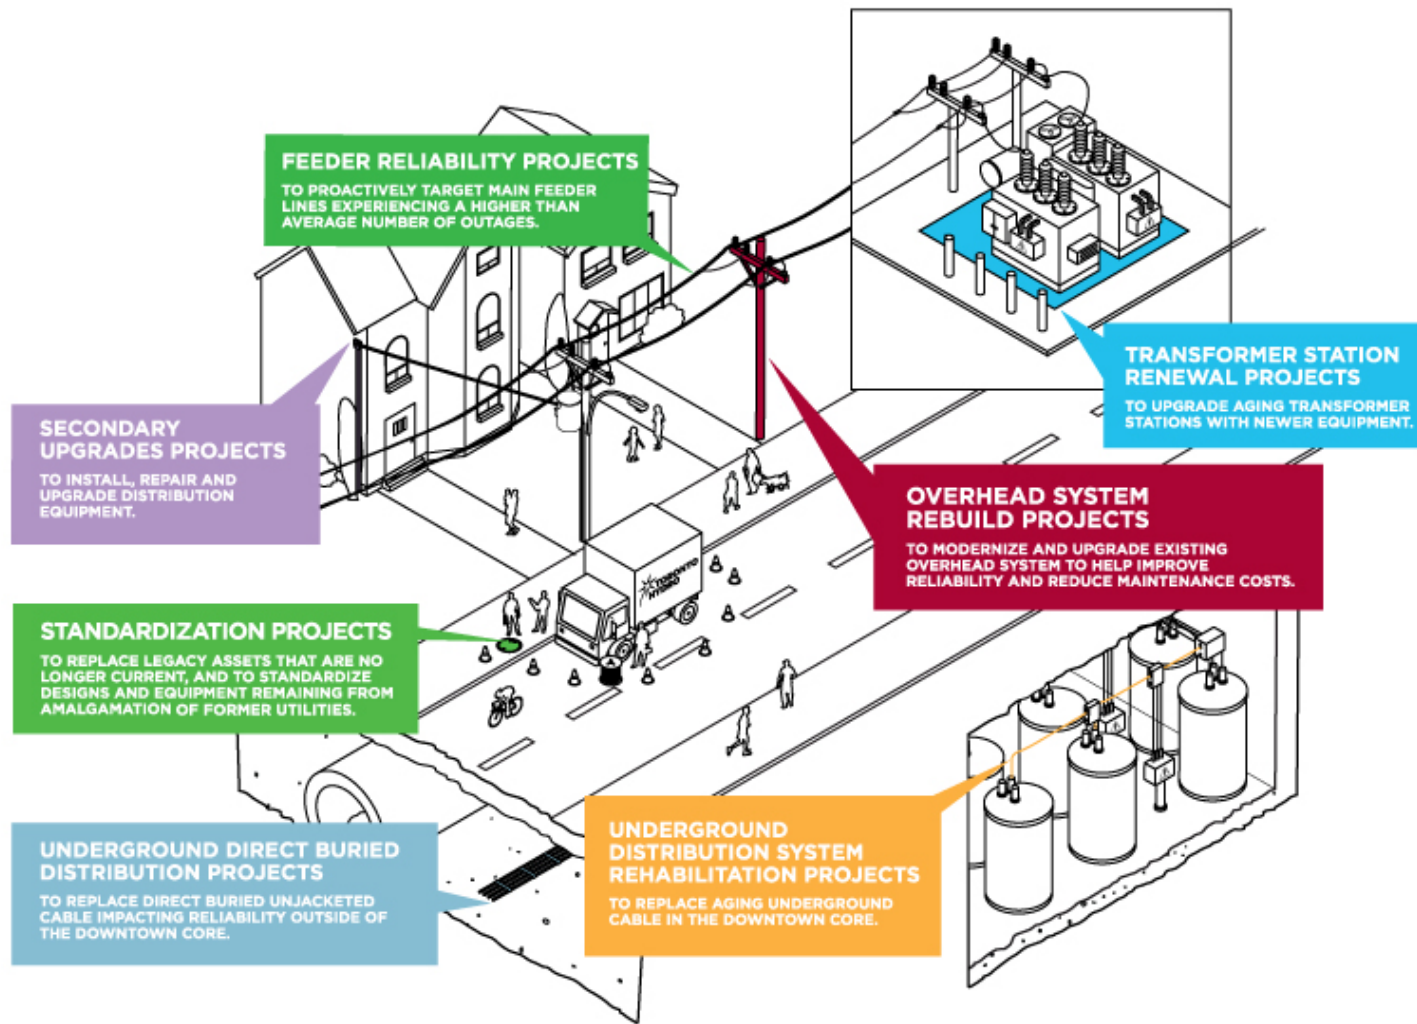 FEEDER RELIABILITY PROJECTS
TO PROACTIVELY TARGET MAIN FEEDER
LINES EXPERIENCING A HIGHER THAN
AVERAGE NUMBER OF OUTAGES.
TRANSFORMER STATION
RENEWAL PROJECTS
TO UPGRADE AGING TRANSFORMER
STATIONS WITH NEWER EQUIPMENT.
SECONDARY
UPGRADES PROJECTS
TO INSTALL, REPAIR AND
UPGRADE DISTRIBUTION
EQUIPMENT.
OVERHEAD SYSTEM
REBUILD PROJECTS
TO MODERNIZE AND UPGRADE EXISTING
OVERHEAD SYSTEM TO HELP IMPROVE
RELIABILITY AND REDUCE MAINTENANCE COSTS.
TORONTO
HYDRO
STANDARDIZATION PROJECTS
TO REPLACE LEGACY ASSETS THAT ARE NO
LONGER CURRENT, AND TO STANDARDIZE
DESIGNS AND EQUIPMENT REMAINING FROM
AMALGAMATION OF FORMER UTILITIES.
UNDERGROUND DIRECT BURIED
DISTRIBUTION PROJECTS
TO REPLACE DIRECT BURIED UNJACKETED
CABLE IMPACTING RELIABILITY OUTSIDE OF
THE DOWNTOWN CORE.
UNDERGROUND
DISTRIBUTION SYSTEM
REHABILITATION PROJECTS
TO REPLACE AGING UNDERGROUND
CABLE IN THE DOWNTOWN CORE.